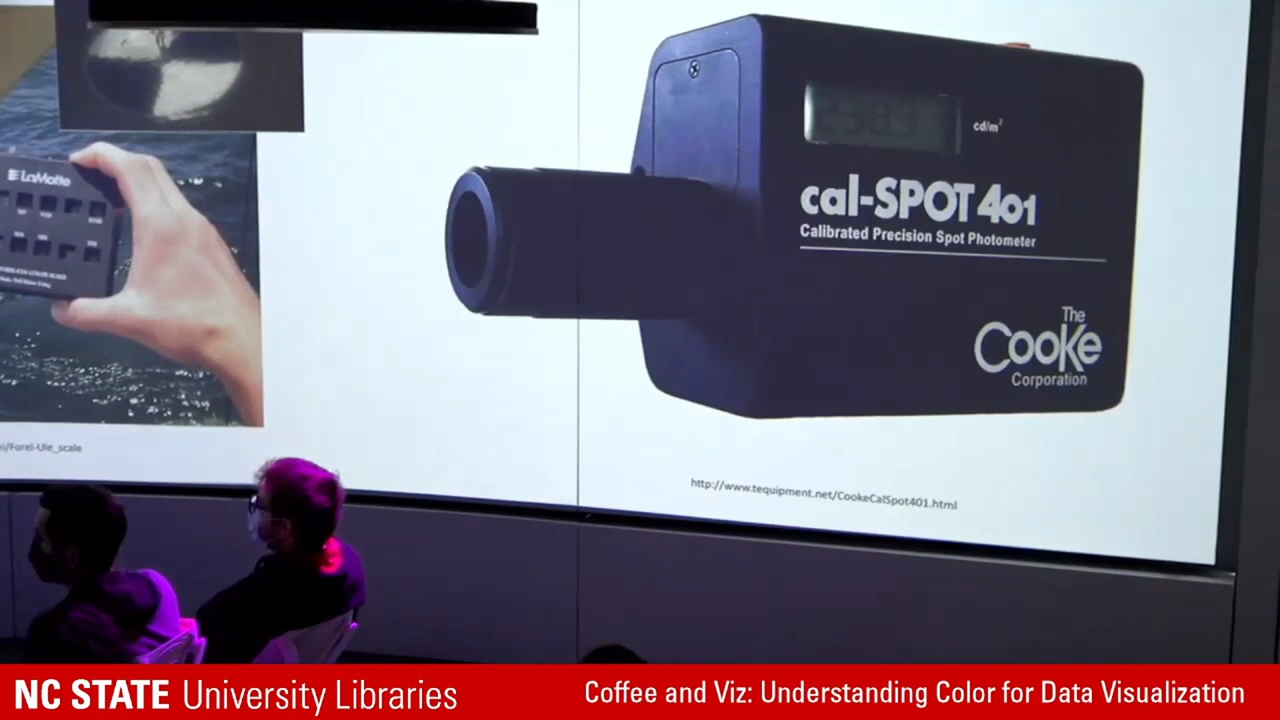 LaMotte
cd/m²
cal-SPOT 401
Calibrated Precision Spot Photometer
The
Cooke
Corporation
i/Forel-Ule_scale
http://www.tequipment.net/CookeCalSpot401.html
NC STATE University Libraries
Coffee and Viz: Understanding Color for Data Visualization